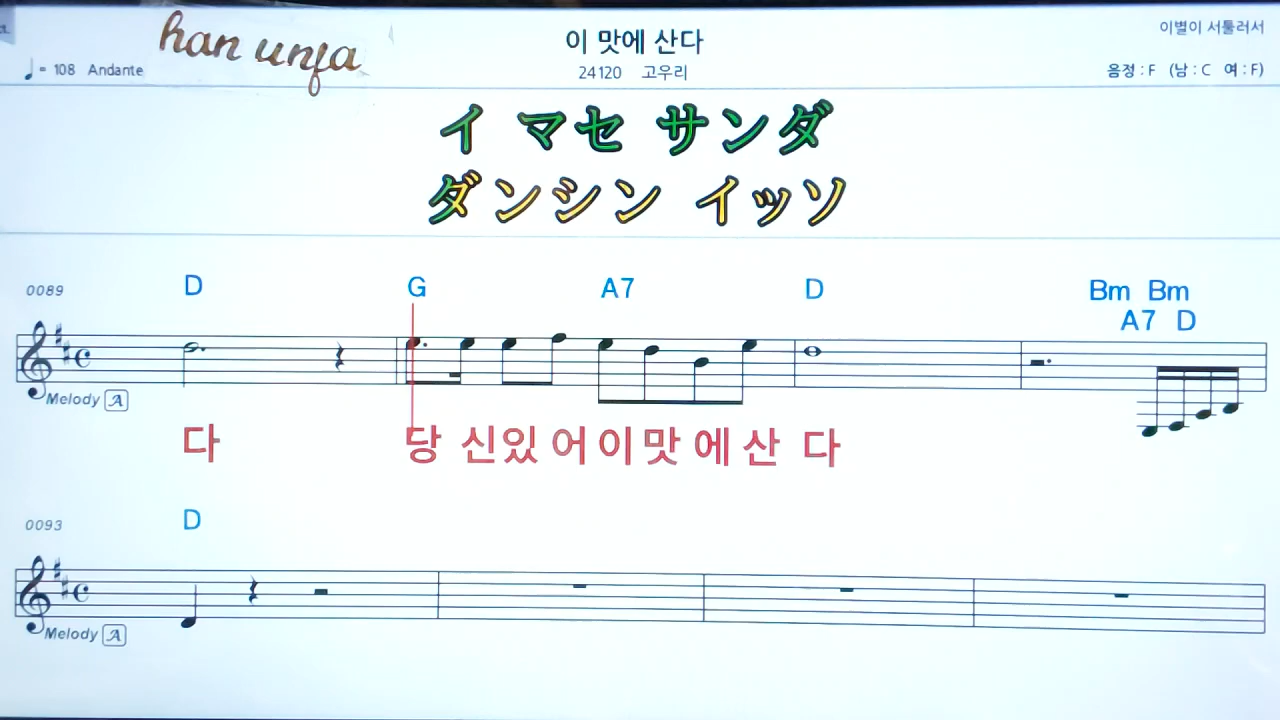 han unja
이 맛에 산다
이별이 서툴러서
♩= 108 Andante
24120 고우리
음정 : F (남 : C 여 : F)
イ マセ サンダ
ダンシン イッソ
0089
D G A7 D Bm Bm
A7 D
Melody A
다 당 신있 어이맛 에산 다
0093
D
Melody A